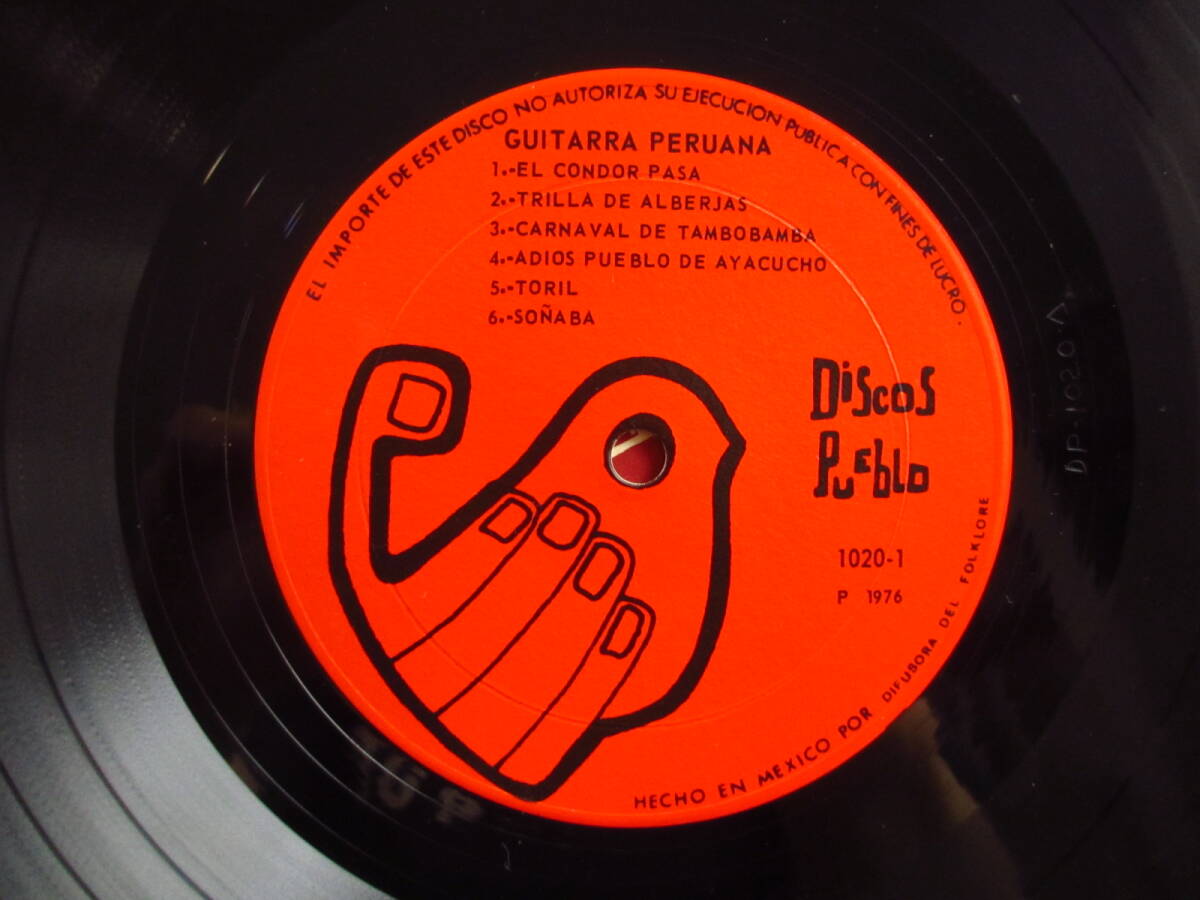 EL IMPORTE DE ESTE DISCO NO AUTORIZA SU EJECUCION PUBLICA CON FINES DE LUCRO.
GUITARRA PERUANA
1.-EL CONDOR PASA
2.-TRILLA DE ALBERJAS
3.-CARNAVAL DE TAMBOBAMBA
4.-ADIOS PUEBLO DE AYACUCHO
5.-TORIL
6.-SOÑABA
DiScoS
PuEblo
1020-1
P 1976
HECHO EN MEXICO POR DIFUSORA DEL FOLKLORE
DP-1020-A